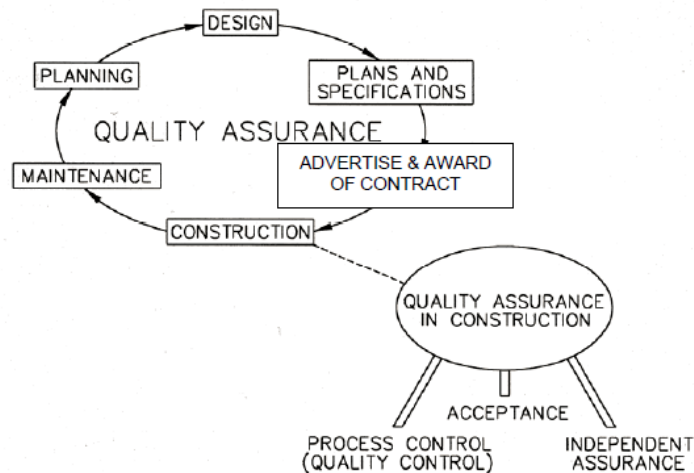 DESIGN
PLANNING
PLANS AND
SPECIFICATIONS
QUALITY ASSURANCE
ADVERTISE & AWARD
OF CONTRACT
MAINTENANCE
CONSTRUCTION
QUALITY ASSURANCE
IN CONSTRUCTION
ACCEPTANCE
PROCESS CONTROL
(QUALITY CONTROL)
INDEPENDENT
ASSURANCE